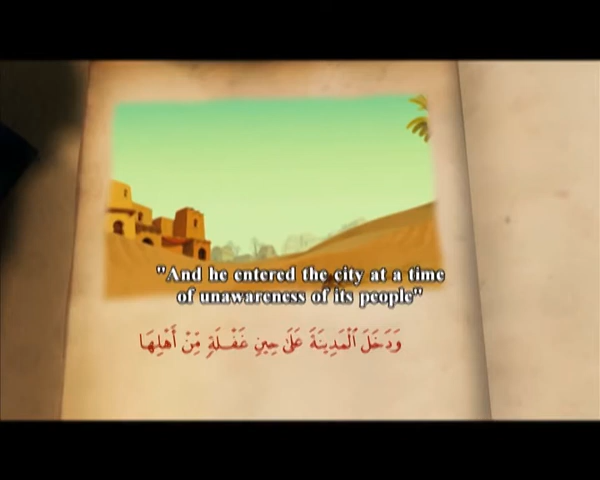 "And he entered the city at a time
of unawareness of its people"
وَدَخَلَ ٱلْمَدِينَةَ عَلَىٰ حِينِ غَفْلَةٍ مِّنْ أَهْلِهَا